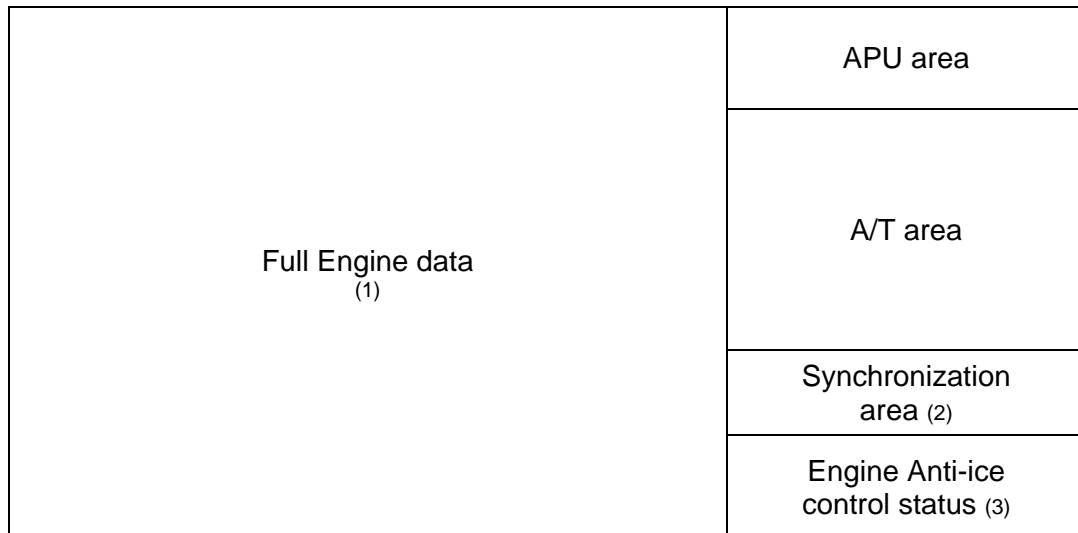 Full Engine data
(1)
APU area
A/T area
Synchronization
area (2)
Engine Anti-ice
control status (3)